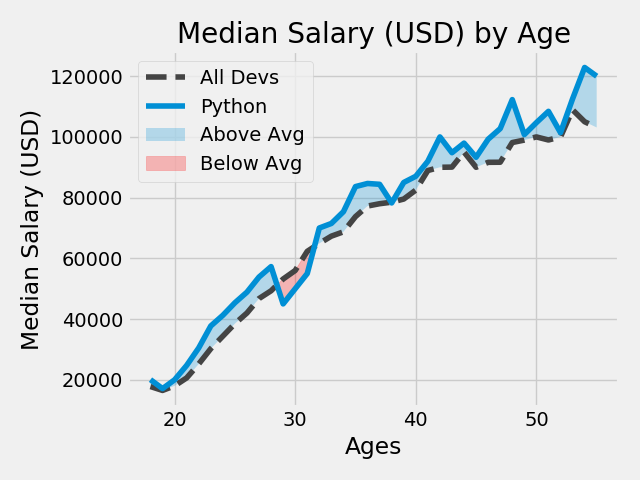 Median Salary (USD) by Age
All Devs
Python
Above Avg
Below Avg
Median Salary (USD)
120000
100000
80000
60000
40000
20000
20 30 40 50
Ages